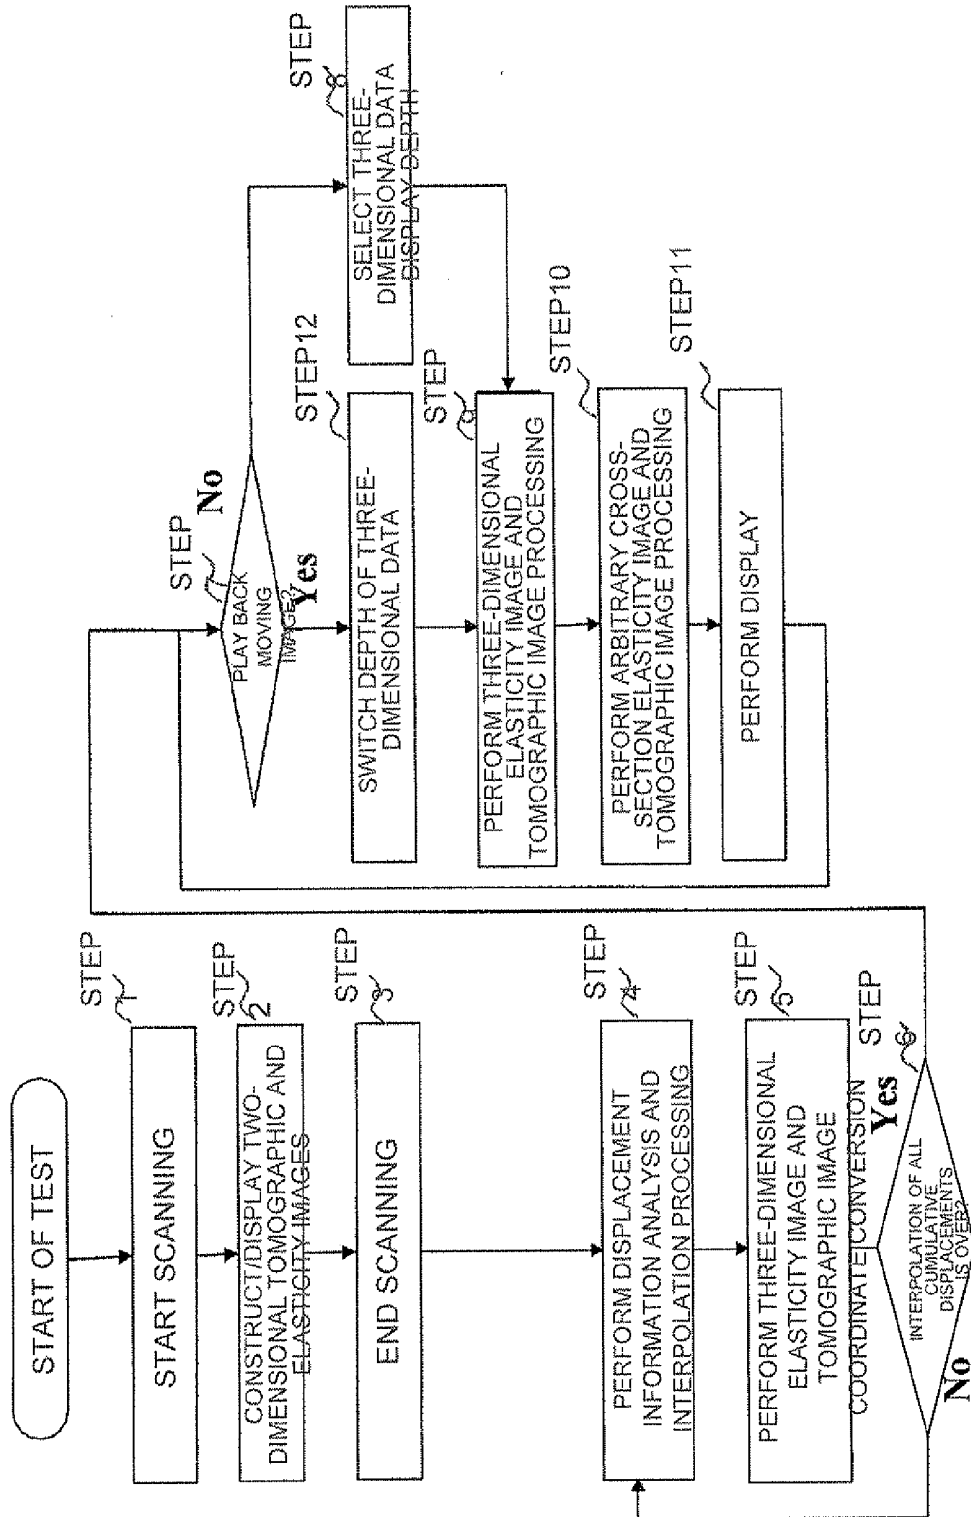 START OF TEST
STEP
1
START SCANNING
STEP
2
CONSTRUCT/DISPLAY TWO-
DIMENSIONAL TOMOGRAPHIC AND
ELASTICITY IMAGES
STEP
3
END SCANNING
STEP
4
PERFORM DISPLACEMENT
INFORMATION ANALYSIS AND
INTERPOLATION PROCESSING
STEP
5
PERFORM THREE-DIMENSIONAL
ELASTICITY IMAGE AND
TOMOGRAPHIC IMAGE
COORDINATE CONVERSION
STEP
6
Yes
INTERPOLATION OF ALL
CUMULATIVE
DISPLACEMENTS
IS OVER?
No
STEP
No
PLAY BACK
MOVING
IMAGE?
Yes
STEP
8
SELECT THREE-
DIMENSIONAL DATA
DISPLAY DEPTH
STEP12
SWITCH DEPTH OF THREE-
DIMENSIONAL DATA
STEP
9
PERFORM THREE-DIMENSIONAL
ELASTICITY IMAGE AND
TOMOGRAPHIC IMAGE PROCESSING
STEP10
PERFORM ARBITRARY CROSS-
SECTION ELASTICITY IMAGE AND
TOMOGRAPHIC IMAGE PROCESSING
STEP11
PERFORM DISPLAY